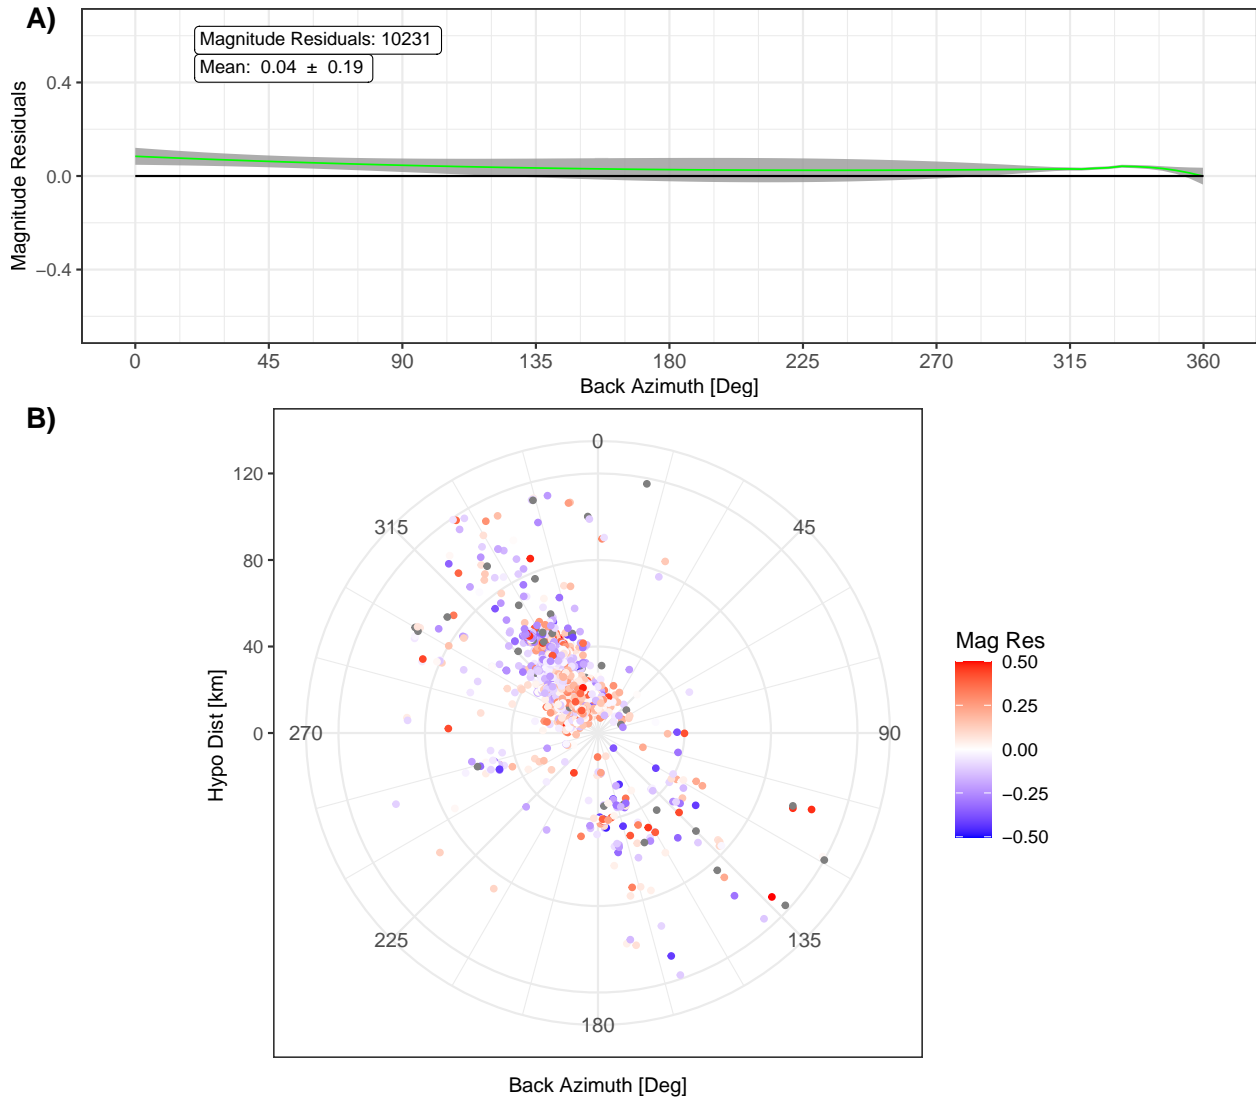 A)
Magnitude Residuals: 10231
Mean: 0.04 ± 0.19
Magnitude Residuals
0.4
0.0
−0.4
0 45 90 135 180 225 270 315 360
Back Azimuth [Deg]
B)
Hypo Dist [km]
120
80
40
0
0
45
90
135
180
225
270
315
Back Azimuth [Deg]
Mag Res
0.50
0.25
0.00
−0.25
−0.50